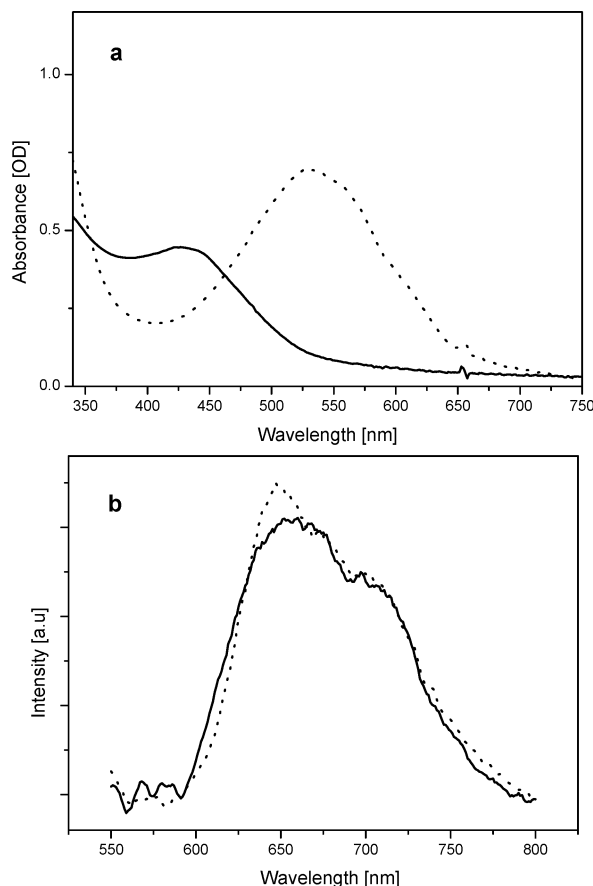 a
1.0
0.5
0.0
Absorbance [OD]
350 400 450 500 550 600 650 700 750
Wavelength [nm]
b
Intensity [a.u]
550 600 650 700 750 800
Wavelength [nm]